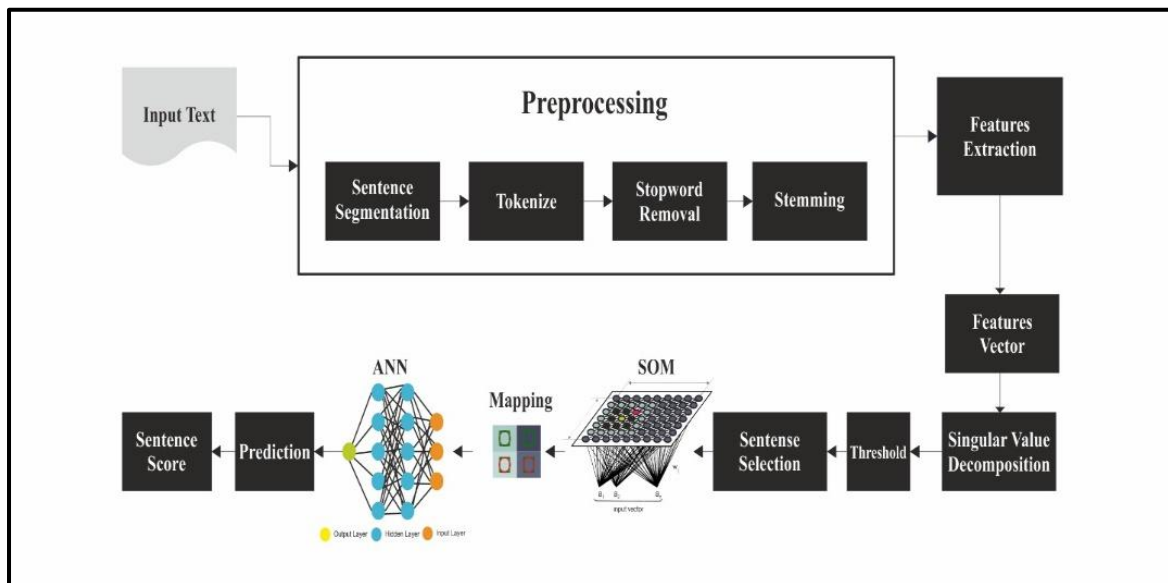 Preprocessing
Input Text
Sentence
Segmentation
Tokenize
Stopword
Removal
Stemming
Features
Extraction
Features
Vector
Singular Value
Decomposition
Threshold
Sentense
Selection
SOM
input vector
Mapping
ANN
Output Layer
Hidden Layer
Input Layer
Prediction
Sentence
Score